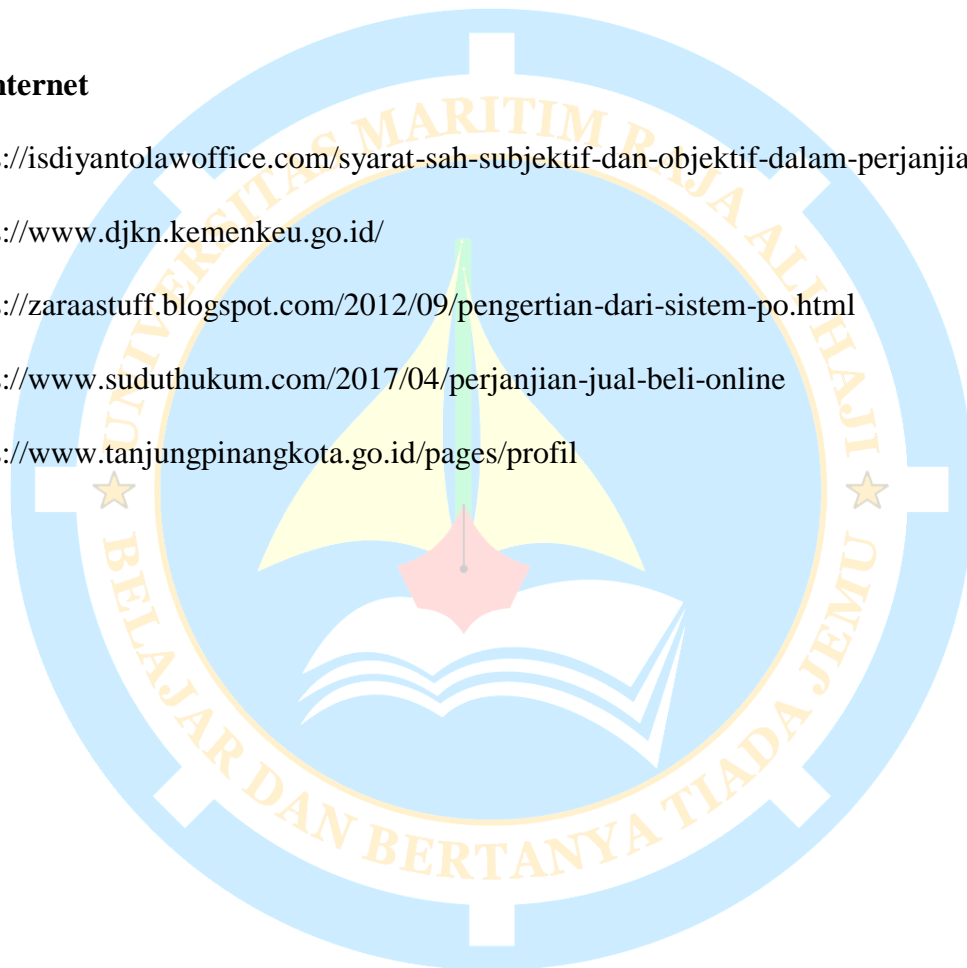 nternet
s://isdiyantolawoffice.com/syarat-sah-subjektif-dan-objektif-dalam-perjanjia
s://www.djkn.kemenkeu.go.id/
s://zaraastuff.blogspot.com/2012/09/pengertian-dari-sistem-po.html
s://www.suduthukum.com/2017/04/perjanjian-jual-beli-online
s://www.tanjungpinangkota.go.id/pages/profil
UNIVERSITAS MARITIM RAJA ALI HAJI
BELAJAR DAN BERTANYA TIADA JEMU